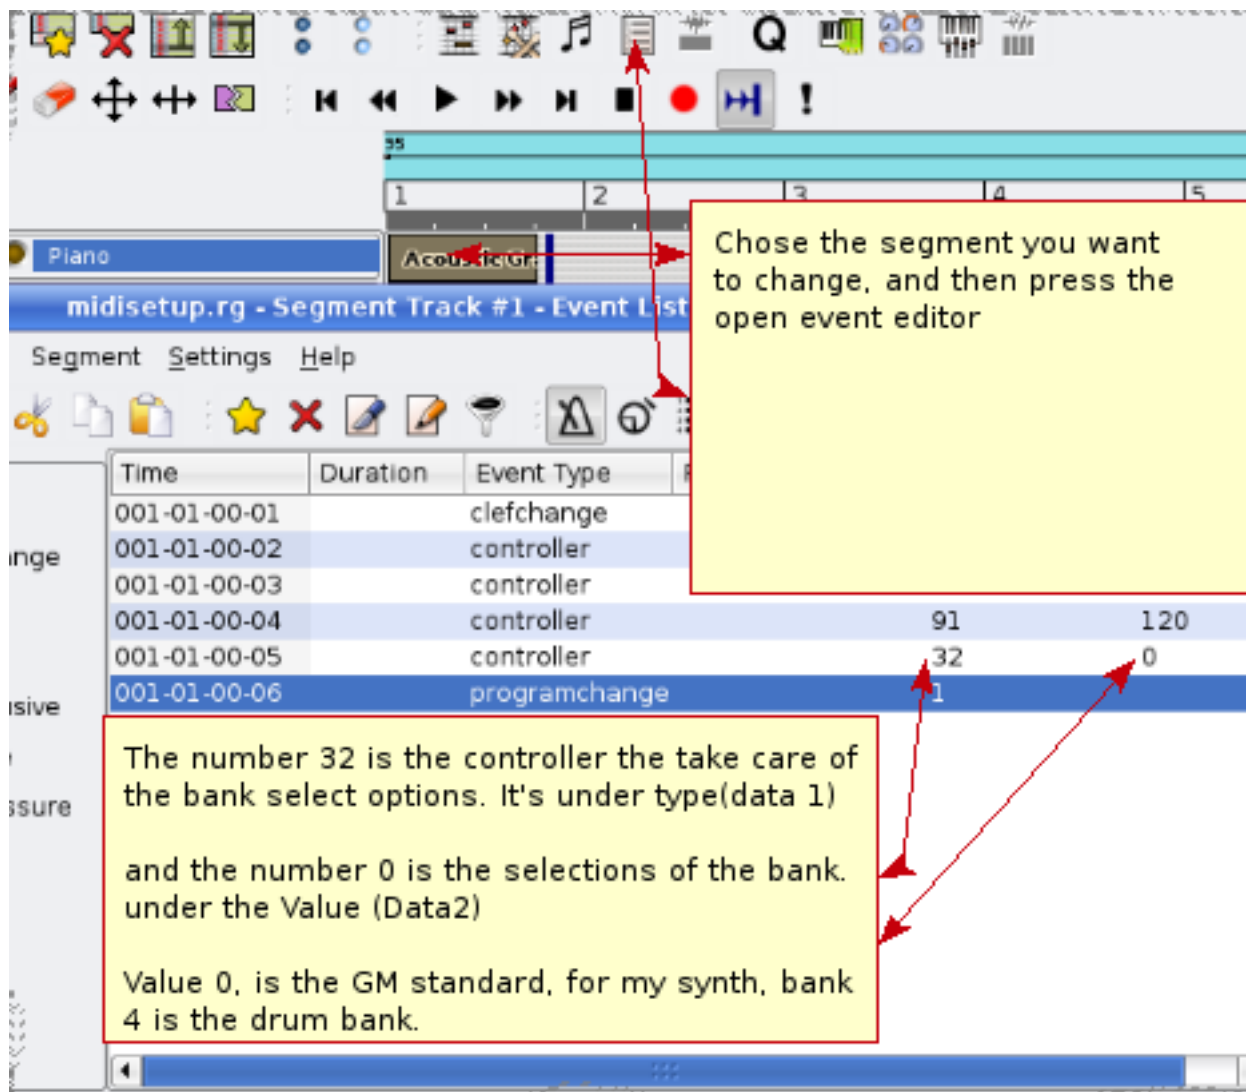 Q
!
1
2
3
4
5
Piano
Chose the segment you want
to change, and then press the
open event editor
midisetup.rg - Segment Track #1 - Event List
Segment Settings Help
Time Duration Event Type
001-01-00-01 clefchange
001-01-00-02 controller
001-01-00-03 controller
001-01-00-04 controller 91 120
001-01-00-05 controller 32 0
001-01-00-06 programchange 1
The number 32 is the controller the take care of
the bank select options. It's under type(data 1)
and the number 0 is the selections of the bank.
under the Value (Data2)
Value 0, is the GM standard, for my synth, bank
4 is the drum bank.